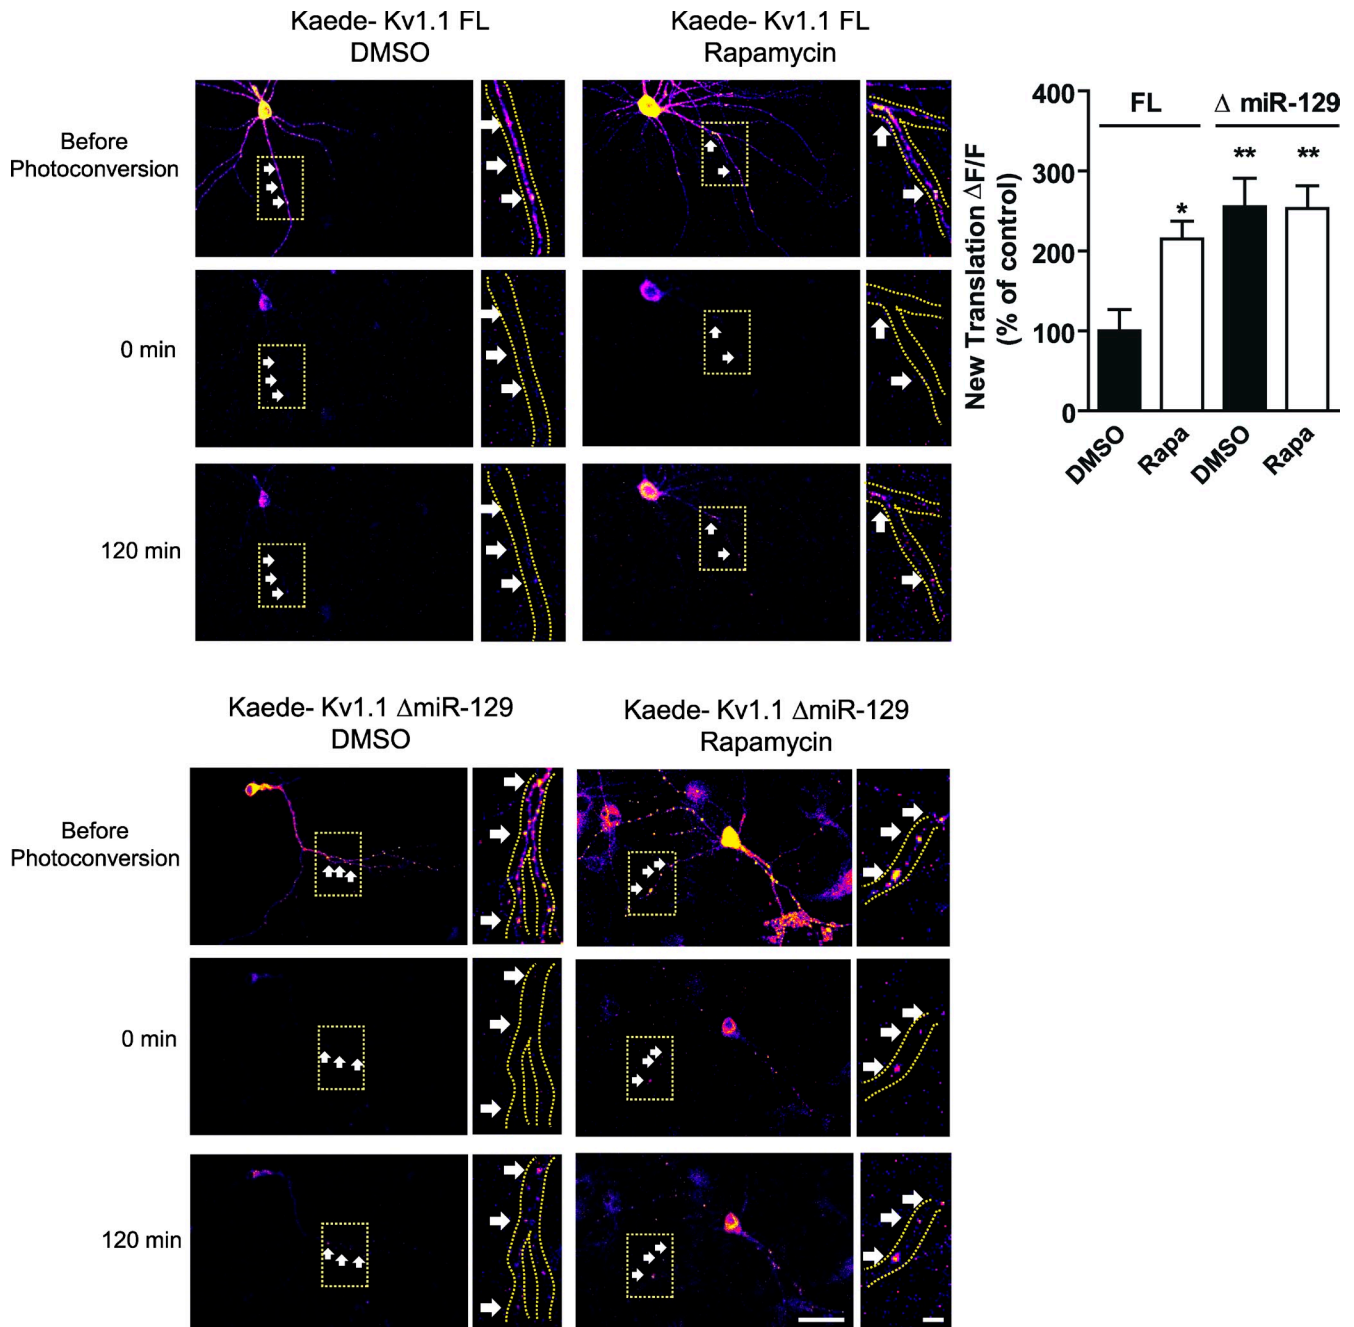 Kaede- Kv1.1 FL
DMSO
Kaede- Kv1.1 FL
Rapamycin
Before
Photoconversion
0 min
120 min
New Translation ΔF/F
(% of control)
400
300
200
100
0
FL
Δ miR-129
*
**
**
DMSO
Rapa
DMSO
Rapa
Kaede- Kv1.1 ΔmiR-129
DMSO
Kaede- Kv1.1 ΔmiR-129
Rapamycin
Before
Photoconversion
0 min
120 min